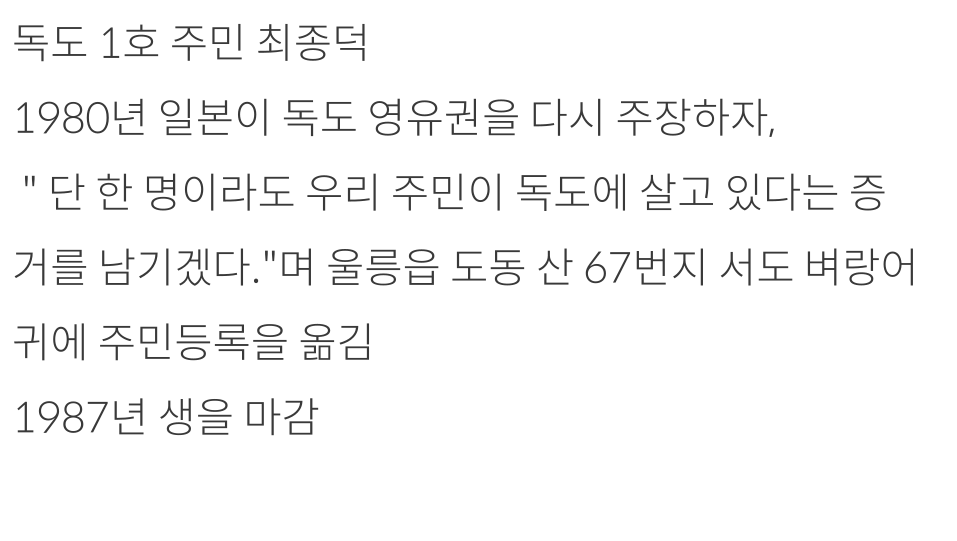 독도 1호 주민 최종덕
1980년 일본이 독도 영유권을 다시 주장하자,
" 단 한 명이라도 우리 주민이 독도에 살고 있다는 증
거를 남기겠다."며 울릉읍 도동 산 67번지 서도 벼랑어
귀에 주민등록을 옮김
1987년 생을 마감